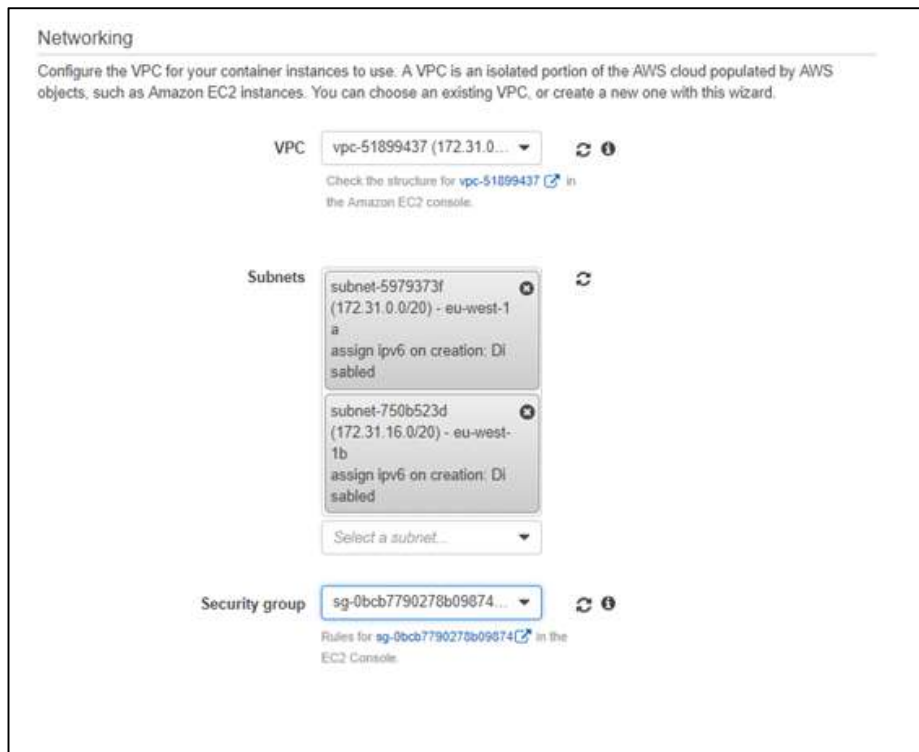 Networking
Configure the VPC for your container instances to use. A VPC is an isolated portion of the AWS cloud populated by AWS
objects, such as Amazon EC2 instances. You can choose an existing VPC, or create a new one with this wizard.
VPC vpc-51899437 (172.31.0...
Check the structure for vpc-51899437 in
the Amazon EC2 console.
Subnets
subnet-5979373f
(172.31.0.0/20) - eu-west-1
a
assign ipv6 on creation: Di
sabled
subnet-750b523d
(172.31.16.0/20) - eu-west-
1b
assign ipv6 on creation: Di
sabled
Select a subnet...
Security group sg-0bcb7790278b09874...
Rules for sg-0bcb7790278b09874 in the
EC2 Console.